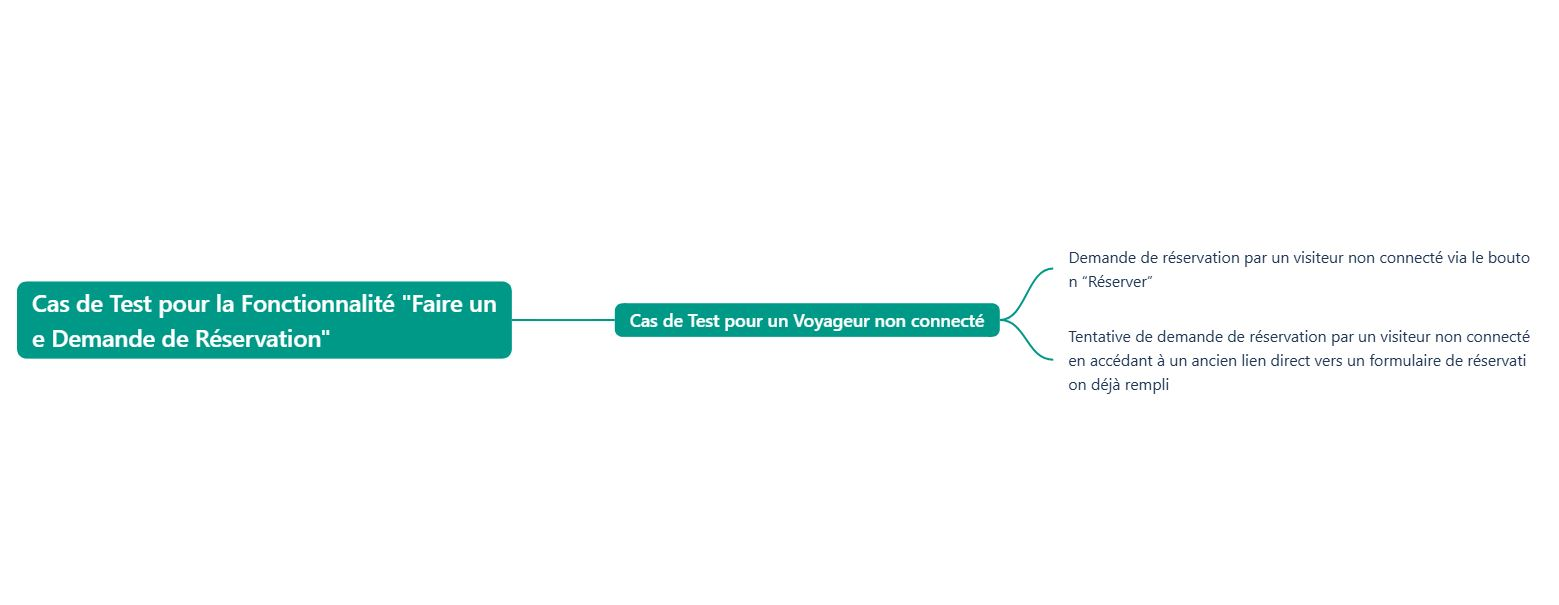 Cas de Test pour la Fonctionnalité "Faire un
e Demande de Réservation"
Cas de Test pour un Voyageur non connecté
Demande de réservation par un visiteur non connecté via le bouto
n “Réserver”
Tentative de demande de réservation par un visiteur non connecté
en accédant à un ancien lien direct vers un formulaire de réservati
on déjà rempli